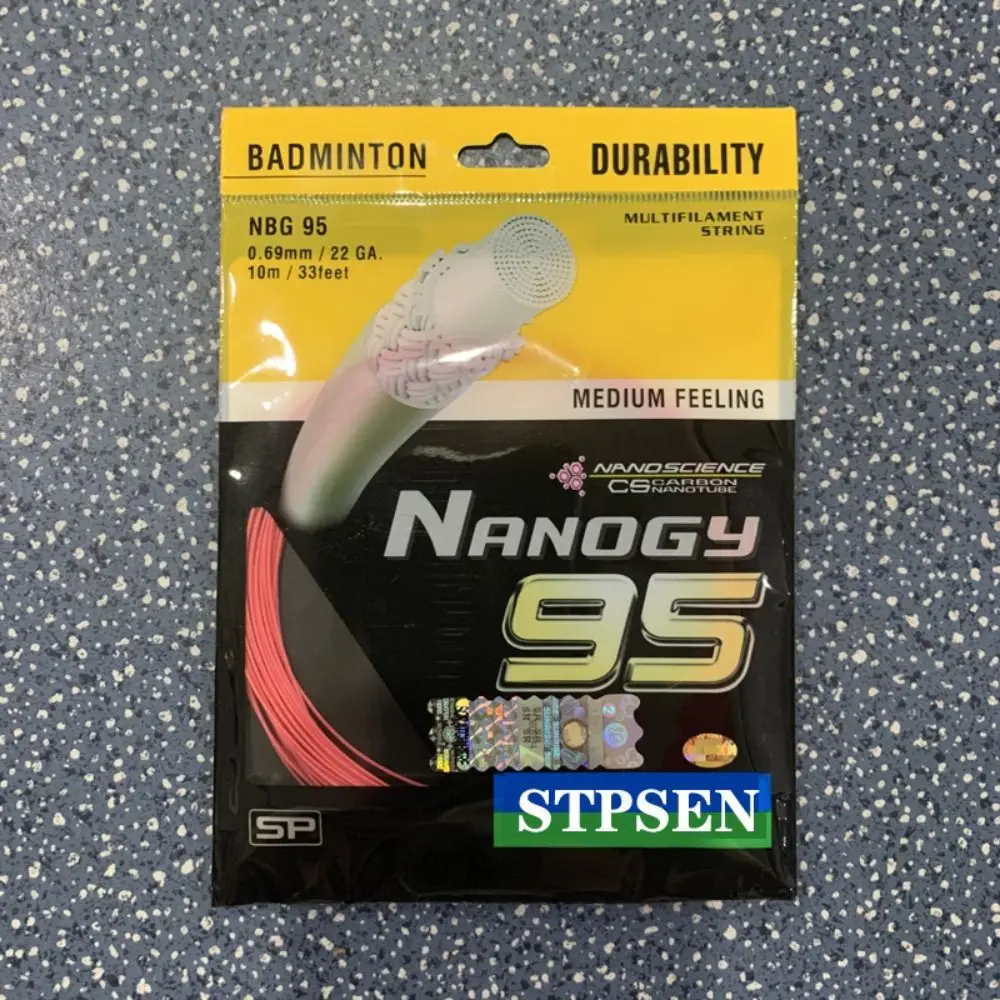 BADMINTON
DURABILITY
NBG 95
0.69mm / 22 GA.
10m / 33feet
MULTIFILAMENT
STRING
MEDIUM FEELING
NANOSCIENCE
CS CARBON
NANOTUBE
NANOGY
95
SP
STPSEN